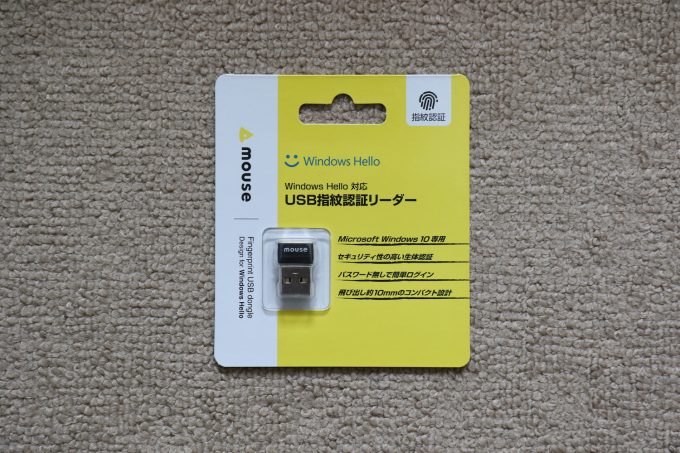 指紋認証
mouse
Windows Hello
Windows Hello 対応
USB指紋認証リーダー
mouse
Microsoft Windows 10 専用
セキュリティ性の高い生体認証
パスワード無しで簡単ログイン
飛び出し約10mmのコンパクト設計
Fingerprint USB dongle
Design for Windows Hello